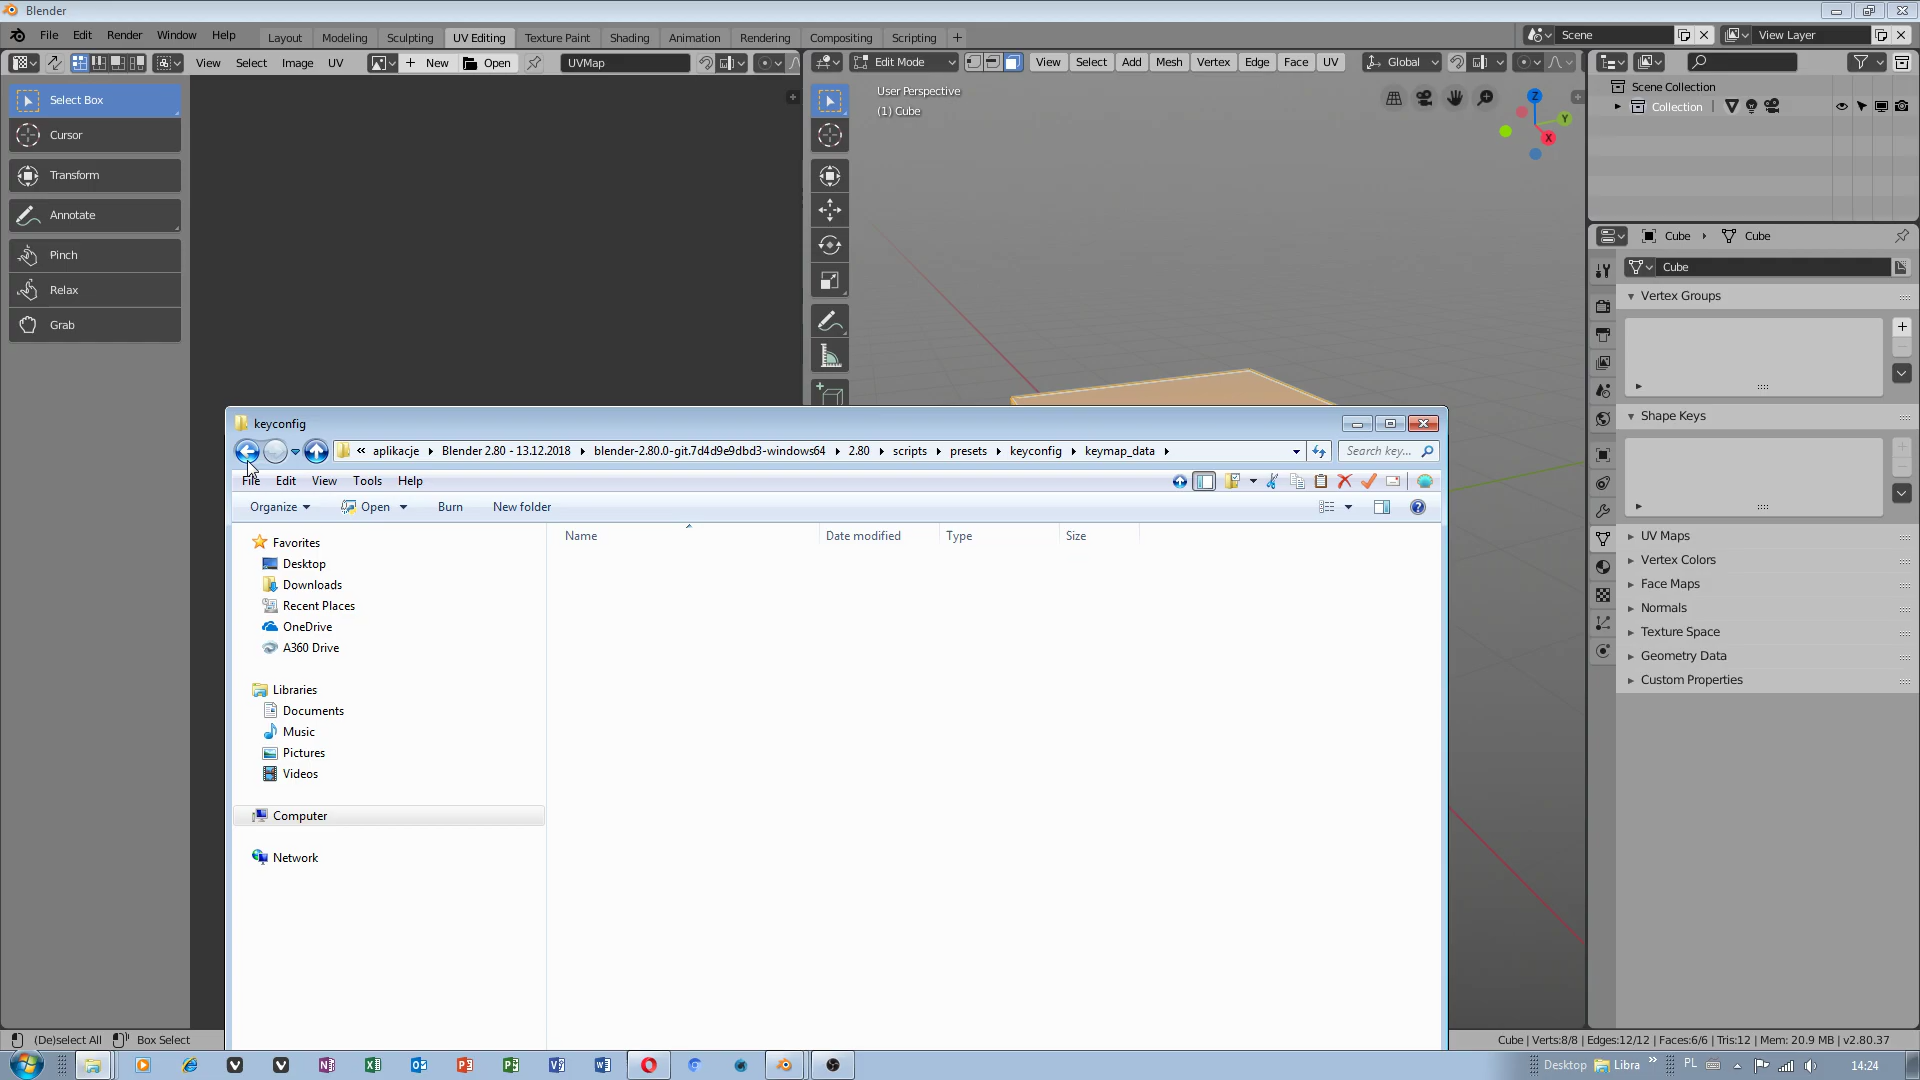 Blender
File Edit Render Window Help Layout Modeling Sculpting UV Editing Texture Paint Shading Animation Rendering Compositing Scripting + Scene View Layer
View Select Image UV New Open UVMap Edit Mode View Select Add Mesh Vertex Edge Face UV Global
Select Box
Cursor
Transform
Annotate
Pinch
Relax
Grab
User Perspective
(1) Cube
Z
Y
X
Scene Collection
Collection
Cube Cube
Cube
Vertex Groups
Shape Keys
UV Maps
Vertex Colors
Face Maps
Normals
Texture Space
Geometry Data
Custom Properties
keyconfig
« aplikacje Blender 2.80 - 13.12.2018 blender-2.80.0-git.7d4d9e9dbd3-windows64 2.80 scripts presets keyconfig keymap_data Search key...
File Edit View Tools Help
Organize Open Burn New folder
Name Date modified Type Size
Favorites
Desktop
Downloads
Recent Places
OneDrive
A360 Drive
Libraries
Documents
Music
Pictures
Videos
Computer
Network
(De)select All Box Select
Cube | Verts:8/8 | Edges:12/12 | Faces:6/6 | Tris:12 | Mem: 20.9 MB | v2.80.37
Desktop Libra » PL 14:24